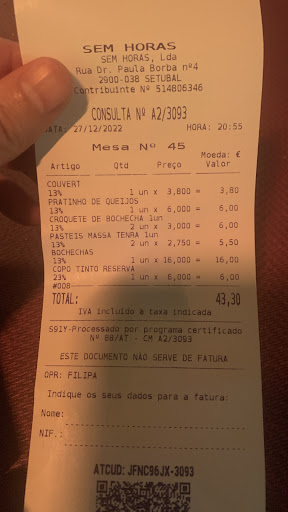 SEM HORAS
SEM HORAS, Lda
Rua Dr. Paula Borba nº4
2900-038 SETUBAL
Contribuinte Nº 514806346
CONSULTA Nº A2/3093
DATA: 27/12/2022 HORA: 20:55
Mesa Nº 45
Moeda: €
Artigo Qtd Preço Valor
COUVERT
13% 1 un x 3,800 = 3,80
PRATINHO DE QUEIJOS
13% 1 un x 6,000 = 6,00
CROQUETE DE BOCHECHA 1un
13% 2 un x 3,000 = 6,00
PASTEIS MASSA TENRA 1un
13% 2 un x 2,750 = 5,50
BOCHECHAS
13% 1 un x 16,000 = 16,00
COPO TINTO RESERVA
23% 1 un x 6,000 = 6,00
#008
TOTAL: 43,30
IVA incluído à taxa indicada
S91Y-Processado por programa certificado
Nº 88/AT - CM A2/3093
ESTE DOCUMENTO NÃO SERVE DE FATURA
OPR: FILIPA
Indique os seus dados para a fatura:
Nome:
NIF.:
ATCUD: JFNC96JX-3093